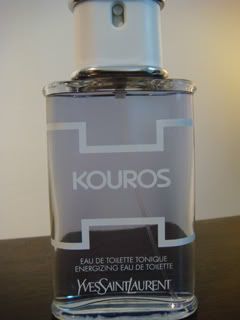 KOUROS
EAU DE TOILETTE TONIQUE
ENERGIZING EAU DE TOILETTE
YVESSAINTLAURENT